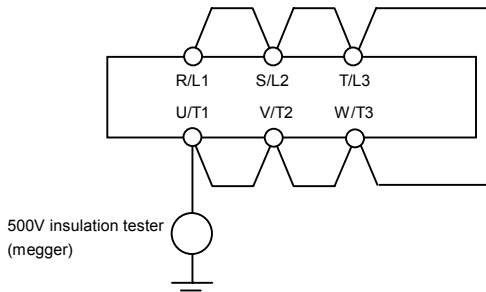 R/L1 S/L2 T/L3
U/T1 V/T2 W/T3
500V insulation tester
(megger)